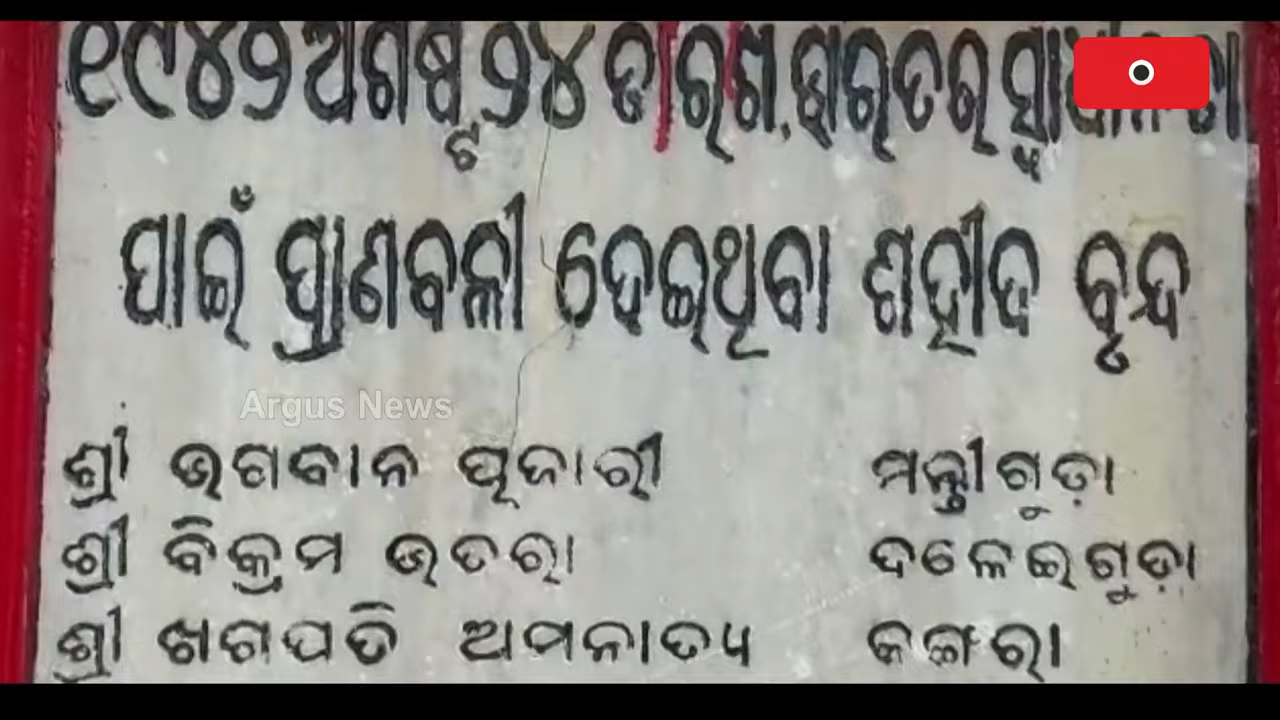 ୧୯୪୨ ଅଗଷ୍ଟ ୨୪ ତାରିଖ ଭାରତର ସ୍ୱାଧୀନତା
ପାଇଁ ପ୍ରାଣବଳୀ ଦେଇଥିବା ଶହୀଦ ବୃନ୍ଦ
Argus News
ଶ୍ରୀ ଭଗବାନ ପୂଜାରୀ ମନ୍ତ୍ରୀଗୁଡ଼ା
ଶ୍ରୀ ବିକ୍ରମ ଭତରା ଦଳେଇଗୁଡ଼ା
ଶ୍ରୀ ଖଗପତି ଅମନାତ୍ୟ କଙ୍ଗରା